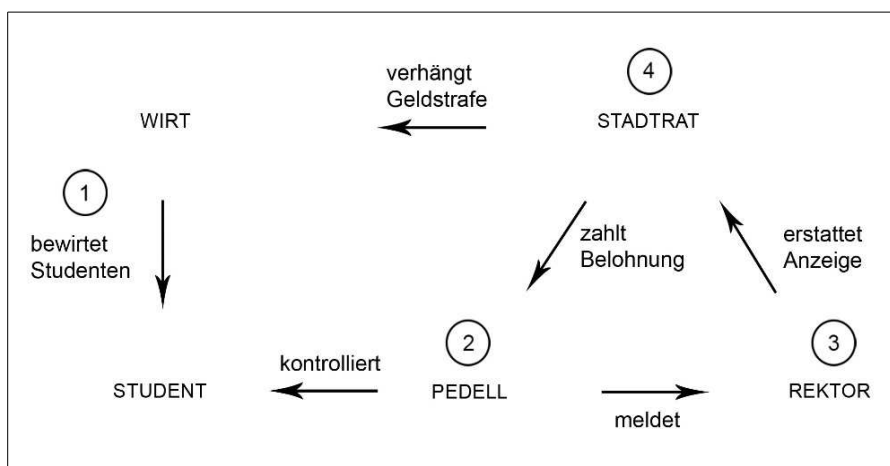 verhängt
Geldstrafe
4
WIRT
STADTRAT
1
bewirtet
Studenten
zahlt
Belohnung
erstattet
Anzeige
2
3
kontrolliert
STUDENT
PEDELL
REKTOR
meldet